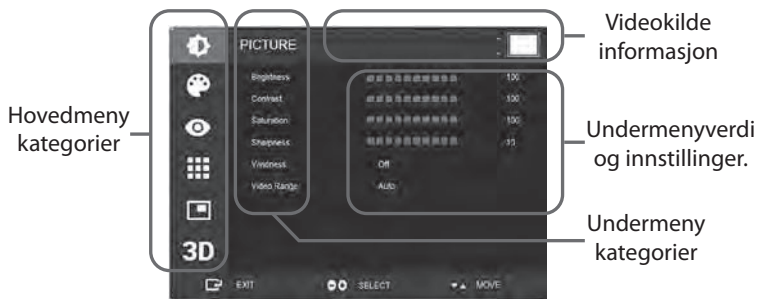 Videokilde
informasjon
Hovedmeny
kategorier
PICTURE
Brightness 100
Contrast 100
Saturation 100
Sharpness 10
Vividness Off
Video Range Auto
3D
EXIT SELECT MOVE
Undermenyverdi
og innstillinger.
Undermeny
kategorier